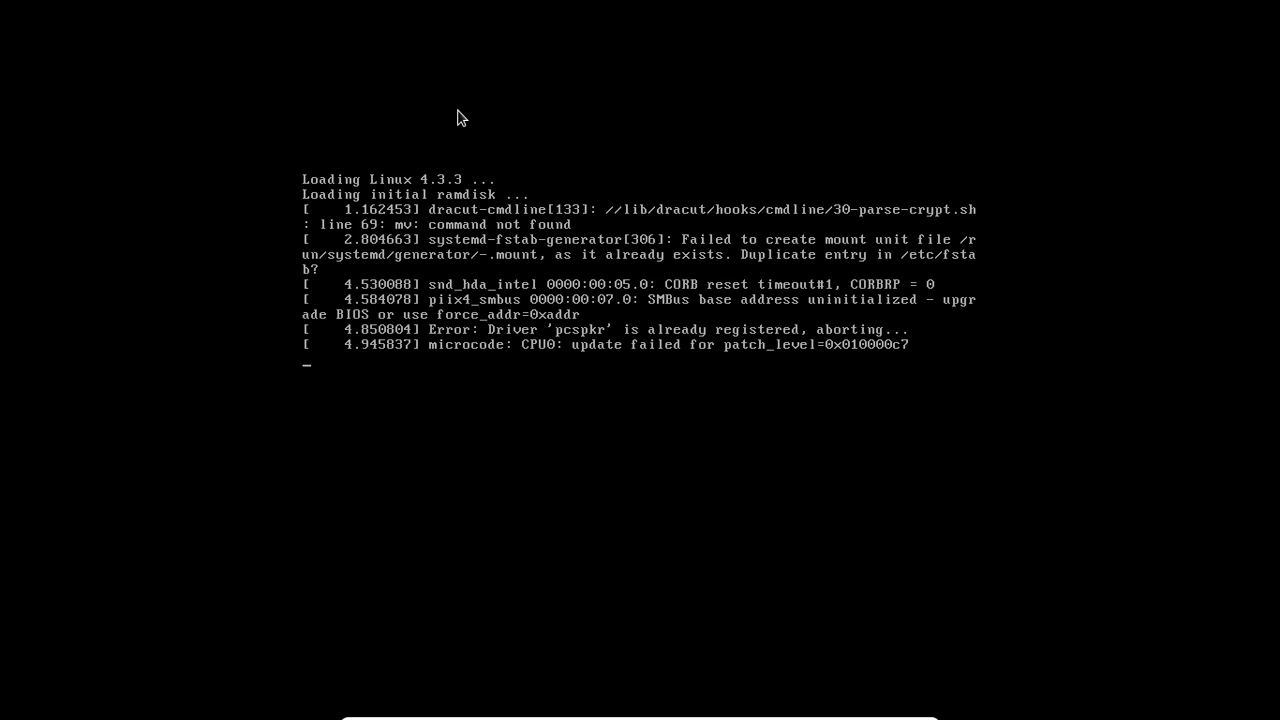 Loading Linux 4.3.3 ...
Loading initial ramdisk ...
[    1.162453] dracut-cmdline[133]: //lib/dracut/hooks/cmdline/30-parse-crypt.sh
: line 69: mv: command not found
[    2.804663] systemd-fstab-generator[306]: Failed to create mount unit file /r
un/systemd/generator/-.mount, as it already exists. Duplicate entry in /etc/fsta
b?
[    4.530088] snd_hda_intel 0000:00:05.0: CORB reset timeout#1, CORBRP = 0
[    4.584078] piix4_smbus 0000:00:07.0: SMBus base address uninitialized - upgr
ade BIOS or use force_addr=0xaddr
[    4.850804] Error: Driver 'pcspkr' is already registered, aborting...
[    4.945837] microcode: CPU0: update failed for patch_level=0x010000c7